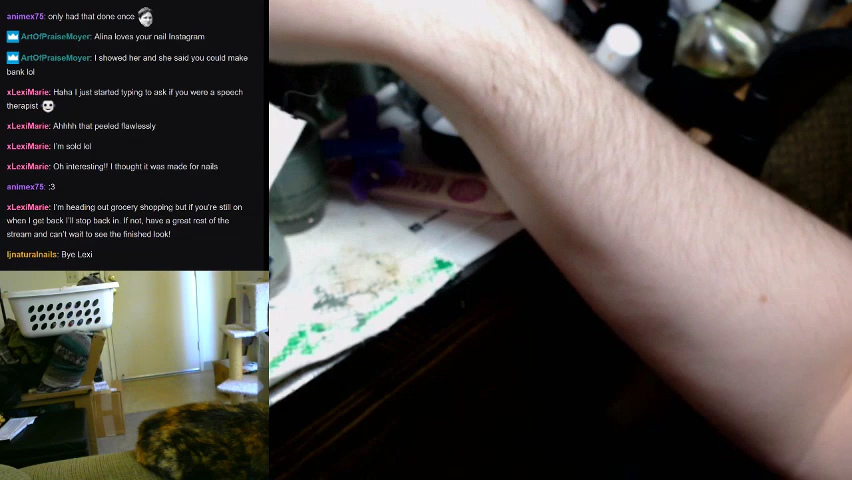 animex75: only had that done once
ArtOfPraiseMoyer: Alina loves your nail Instagram
ArtOfPraiseMoyer: I showed her and she said you could make
bank lol
xLexiMarie: Haha I just started typing to ask if you were a speech
therapist
xLexiMarie: Ahhhh that peeled flawlessly
xLexiMarie: I'm sold lol
xLexiMarie: Oh interesting!! I thought it was made for nails
animex75: :3
xLexiMarie: I'm heading out grocery shopping but if you're still on
when I get back I'll stop back in. If not, have a great rest of the
stream and can't wait to see the finished look!
ljnaturalnails: Bye Lexi